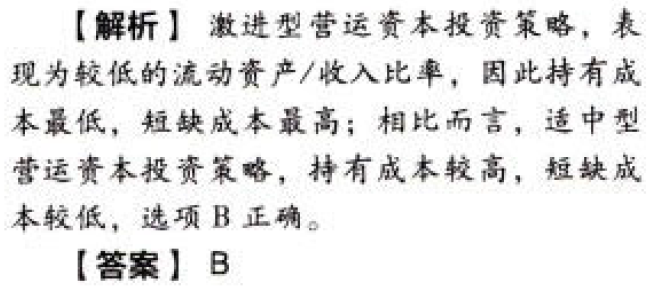 【解析】 激进型营运资本投资策略，表
现为较低的流动资产/收入比率，因此持有成
本最低，短缺成本最高；相比而言，适中型
营运资本投资策略，持有成本较高，短缺成
本较低，选项 B 正确。
【答案】 B